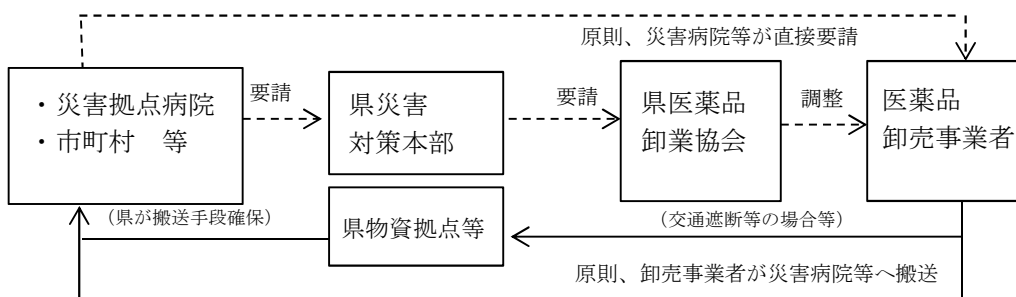 原則、災害病院等が直接要請
・災害拠点病院
・市町村　等
要請
県災害
対策本部
要請
県医薬品
卸業協会
調整
医薬品
卸売事業者
（県が搬送手段確保）
県物資拠点等
（交通遮断等の場合等）
原則、卸売事業者が災害病院等へ搬送